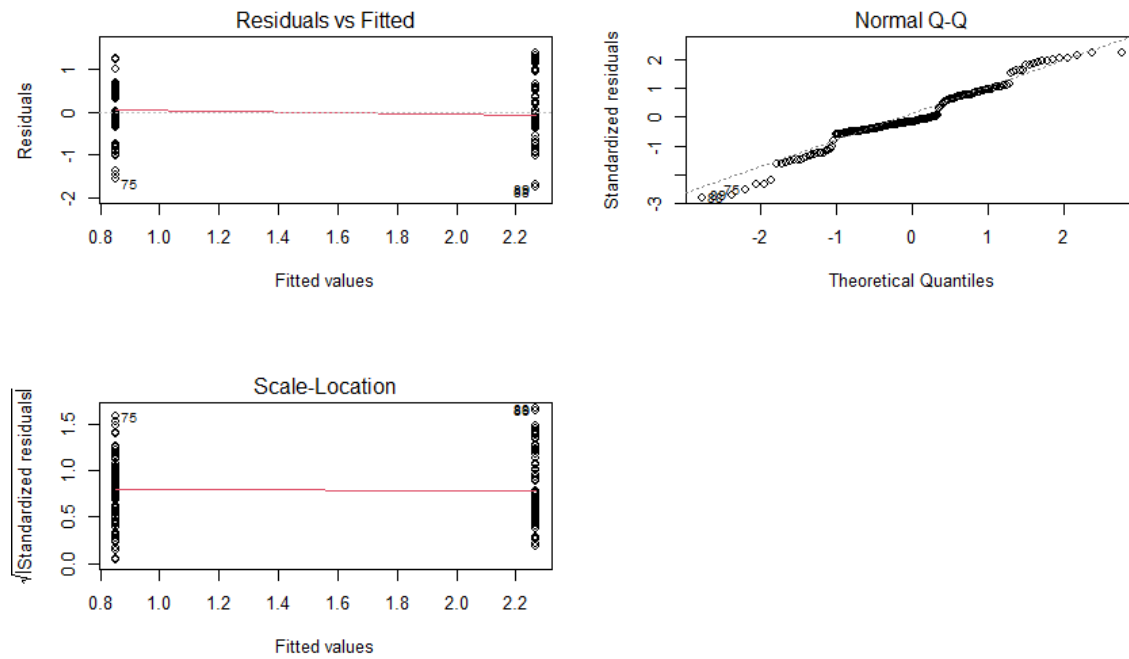 Residuals vs Fitted
Residuals
1
0
-1
-2
75
0.8 1.0 1.2 1.4 1.6 1.8 2.0 2.2
Fitted values
Normal Q-Q
Standardized residuals
2
1
0
-1
-3
75
-2 -1 0 1 2
Theoretical Quantiles
Scale-Location
√|Standardized residuals|
1.5
1.0
0.5
0.0
75
0.8 1.0 1.2 1.4 1.6 1.8 2.0 2.2
Fitted values